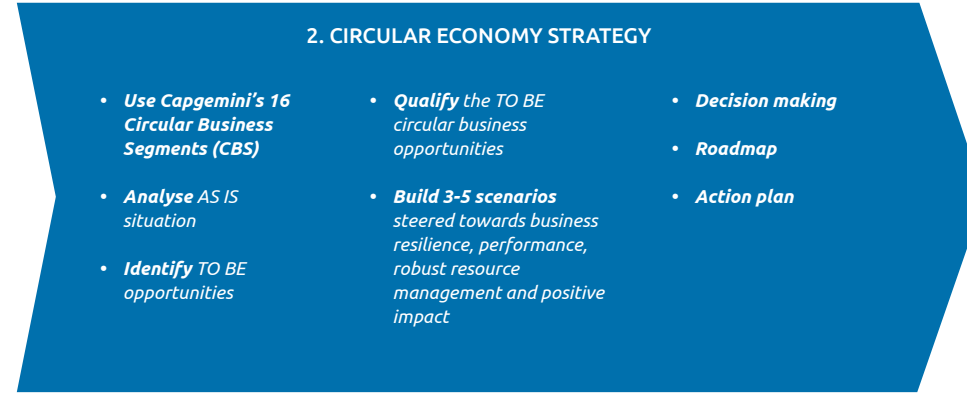 2. CIRCULAR ECONOMY STRATEGY
• Use Capgemini's 16
Circular Business
Segments (CBS)
• Analyse AS IS
situation
• Identify TO BE
opportunities
• Qualify the TO BE
circular business
opportunities
• Build 3-5 scenarios
steered towards business
resilience, performance,
robust resource
management and positive
impact
• Decision making
• Roadmap
• Action plan